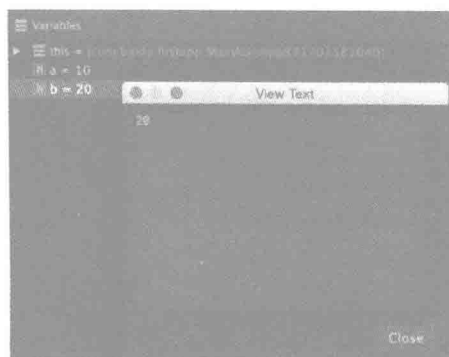 Variables
this =
a = 10
b = 20
View Text
20
Close